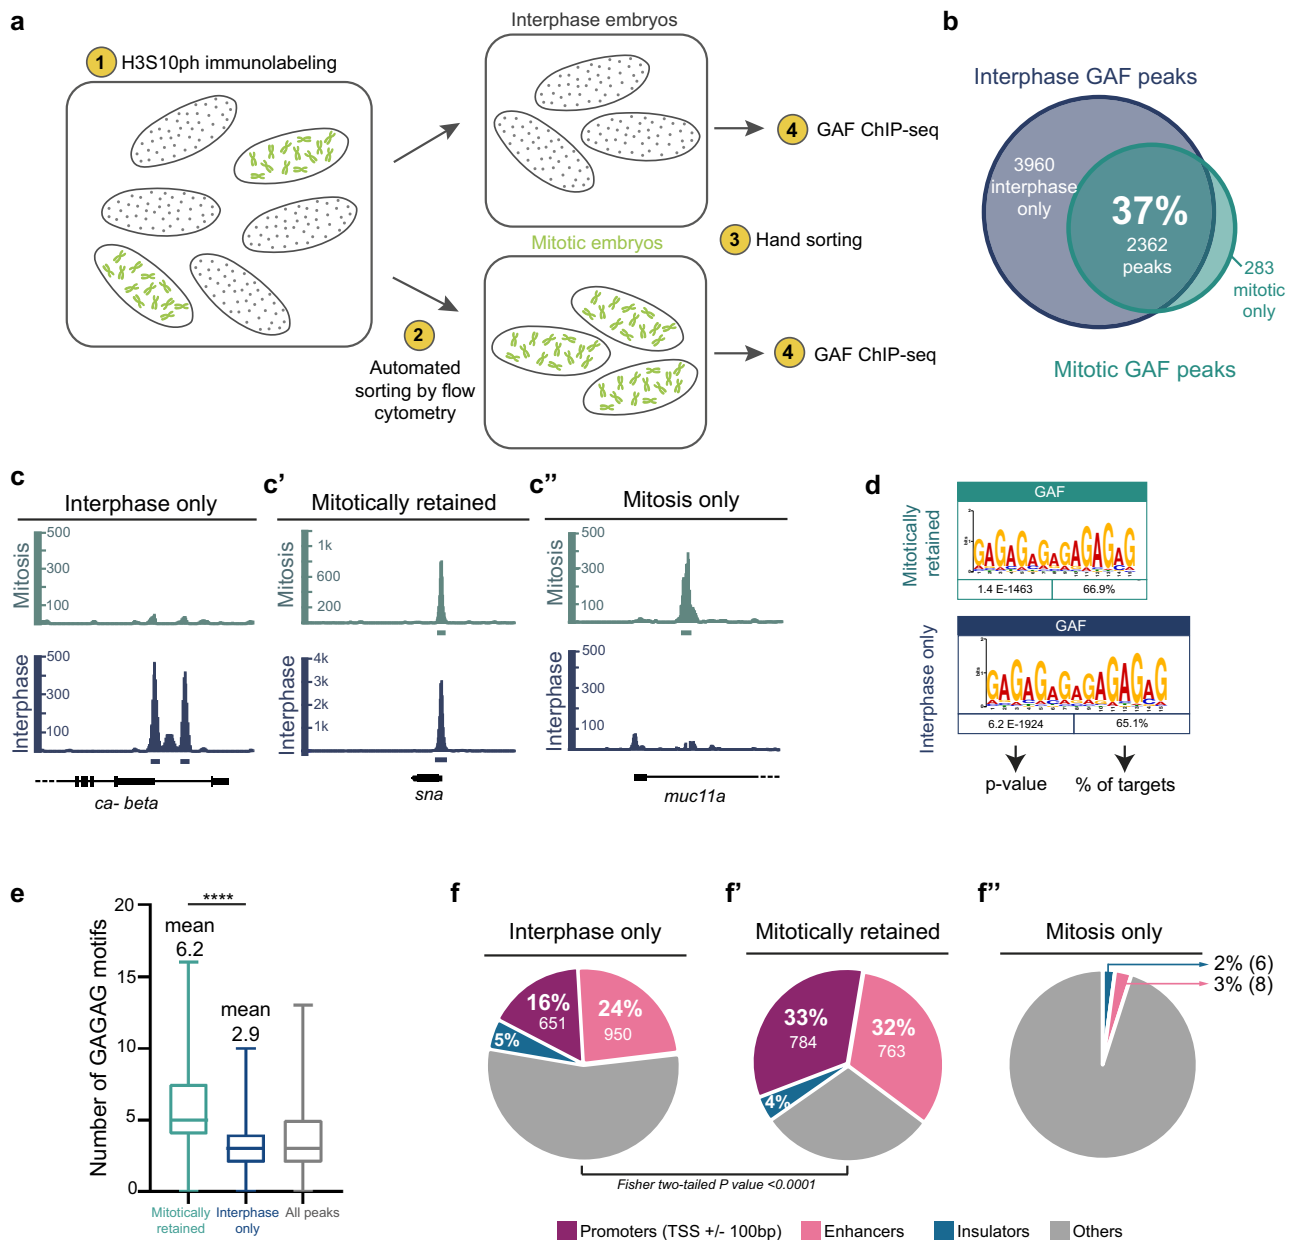 a
1 H3S10ph immunolabeling
Interphase embryos
Mitotic embryos
2
Automated
sorting by flow
cytometry
3 Hand sorting
4 GAF ChIP-seq
4 GAF ChIP-seq
b
Interphase GAF peaks
3960
interphase
only
37%
2362
peaks
283
mitotic
only
Mitotic GAF peaks
c
Interphase only
Mitosis
500
300
100
Interphase
500
300
100
ca- beta
c'
Mitotically retained
1k
600
200
4k
3k
2k
1k
sna
c''
Mitosis only
Mitosis
500
300
100
Interphase
500
300
100
muc11a
d
Mitotically
retained
GAF
GAGAGAGAGAGAGAG
1.4 E-1463 66.9%
Interphase only
GAF
GAGAGAGAGAGAGAG
6.2 E-1924 65.1%
p-value % of targets
e
Number of GAGAG motifs
20
15
10
5
0
****
mean
6.2
mean
2.9
Mitotically
retained
Interphase
only
All peaks
f
Interphase only
16%
651
24%
950
5%
f'
Mitotically retained
33%
784
32%
763
4%
f''
Mitosis only
2% (6)
3% (8)
Fisher two-tailed P value <0.0001
Promoters (TSS +/- 100bp) Enhancers Insulators Others